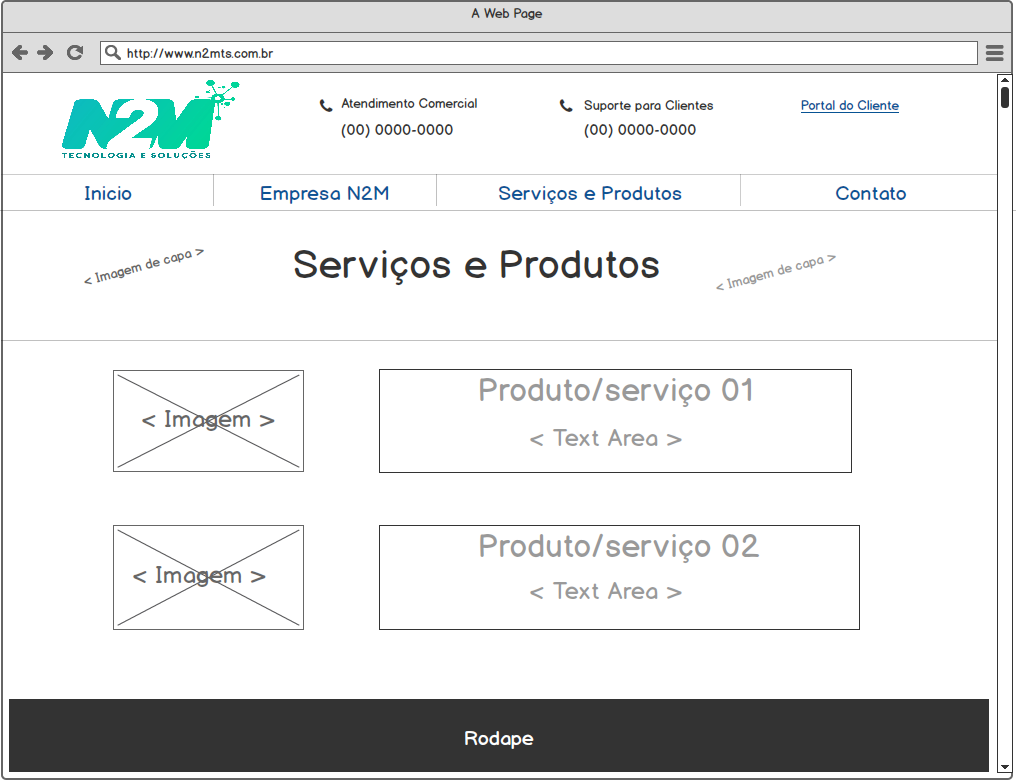 A Web Page
http://www.n2mts.com.br
N2M
TECNOLOGIA E SOLUÇÕES
Atendimento Comercial
(00) 0000-0000
Suporte para Clientes
(00) 0000-0000
Portal do Cliente
Inicio
Empresa N2M
Serviços e Produtos
Contato
< Imagem de capa >
Serviços e Produtos
< Imagem de capa >
< Imagem >
Produto/serviço 01
< Text Area >
< Imagem >
Produto/serviço 02
< Text Area >
Rodape